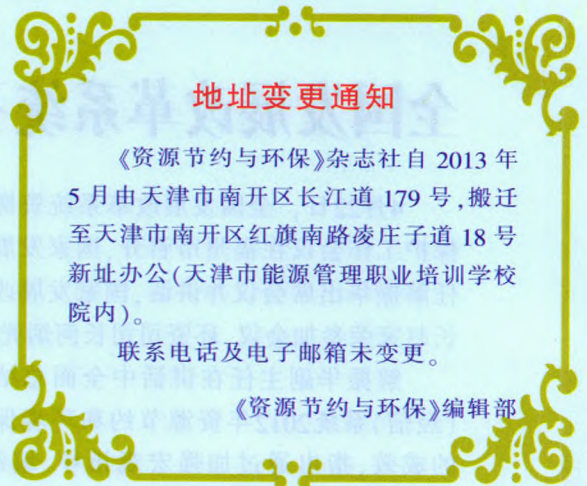 地址变更通知
《资源节约与环保》杂志社自 2013 年
5 月由天津市南开区长江道 179 号,搬迁
至天津市南开区红旗南路凌庄子道 18 号
新址办公(天津市能源管理职业培训学校
院内)。
联系电话及电子邮箱未变更。
《资源节约与环保》编辑部